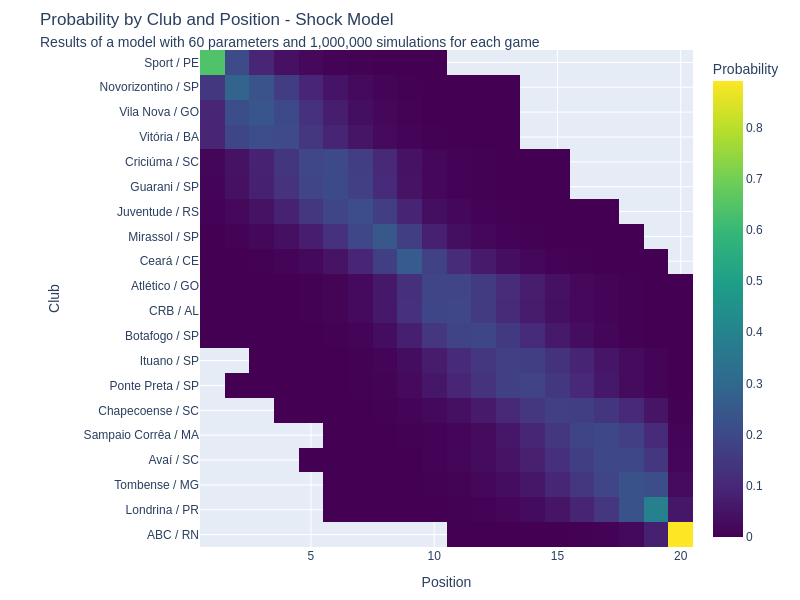 Probability by Club and Position - Shock Model
Results of a model with 60 parameters and 1,000,000 simulations for each game
Probability
Sport / PE
Novorizontino / SP
Vila Nova / GO
Vitória / BA
Criciúma / SC
Guarani / SP
Juventude / RS
Mirassol / SP
Ceará / CE
Atlético / GO
CRB / AL
Botafogo / SP
Ituano / SP
Ponte Preta / SP
Chapecoense / SC
Sampaio Corrêa / MA
Avaí / SC
Tombense / MG
Londrina / PR
ABC / RN
Club
0.8
0.7
0.6
0.5
0.4
0.3
0.2
0.1
0
5
10
15
20
Position